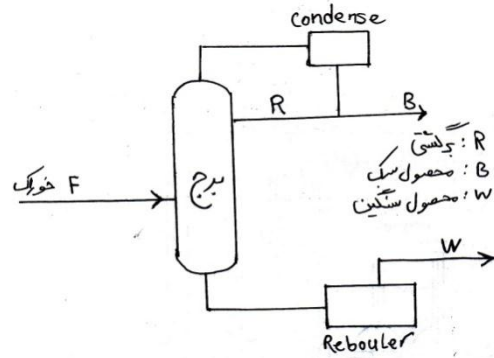 condense
R
B
R : برگشتی
B : محصول سبک
W : محصول سنگین
خوراک F
برج
W
Rebouler